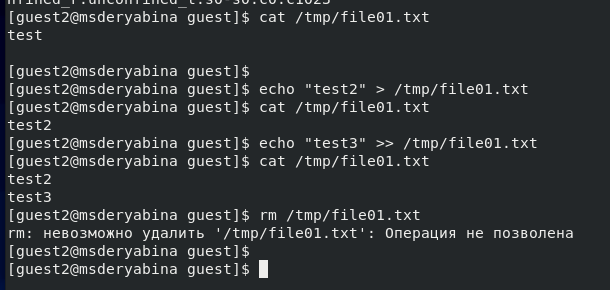 [guest2@msderyabina guest]$ cat /tmp/file01.txt
test
[guest2@msderyabina guest]$
[guest2@msderyabina guest]$ echo "test2" > /tmp/file01.txt
[guest2@msderyabina guest]$ cat /tmp/file01.txt
test2
[guest2@msderyabina guest]$ echo "test3" >> /tmp/file01.txt
[guest2@msderyabina guest]$ cat /tmp/file01.txt
test2
test3
[guest2@msderyabina guest]$ rm /tmp/file01.txt
rm: невозможно удалить '/tmp/file01.txt': Операция не позволена
[guest2@msderyabina guest]$
[guest2@msderyabina guest]$